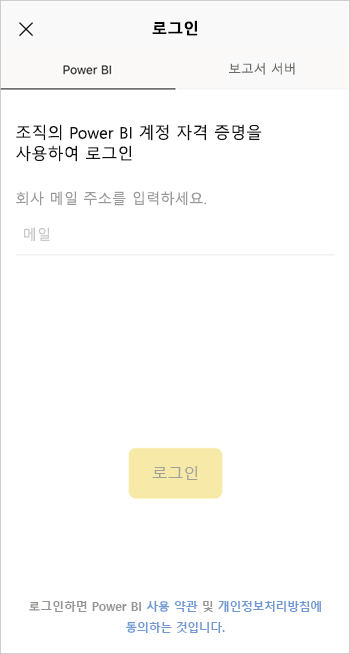 로그인
Power BI
보고서 서버
조직의 Power BI 계정 자격 증명을
사용하여 로그인
회사 메일 주소를 입력하세요.
메일
로그인
로그인하면 Power BI 사용 약관 및 개인정보처리방침에
동의하는 것입니다.